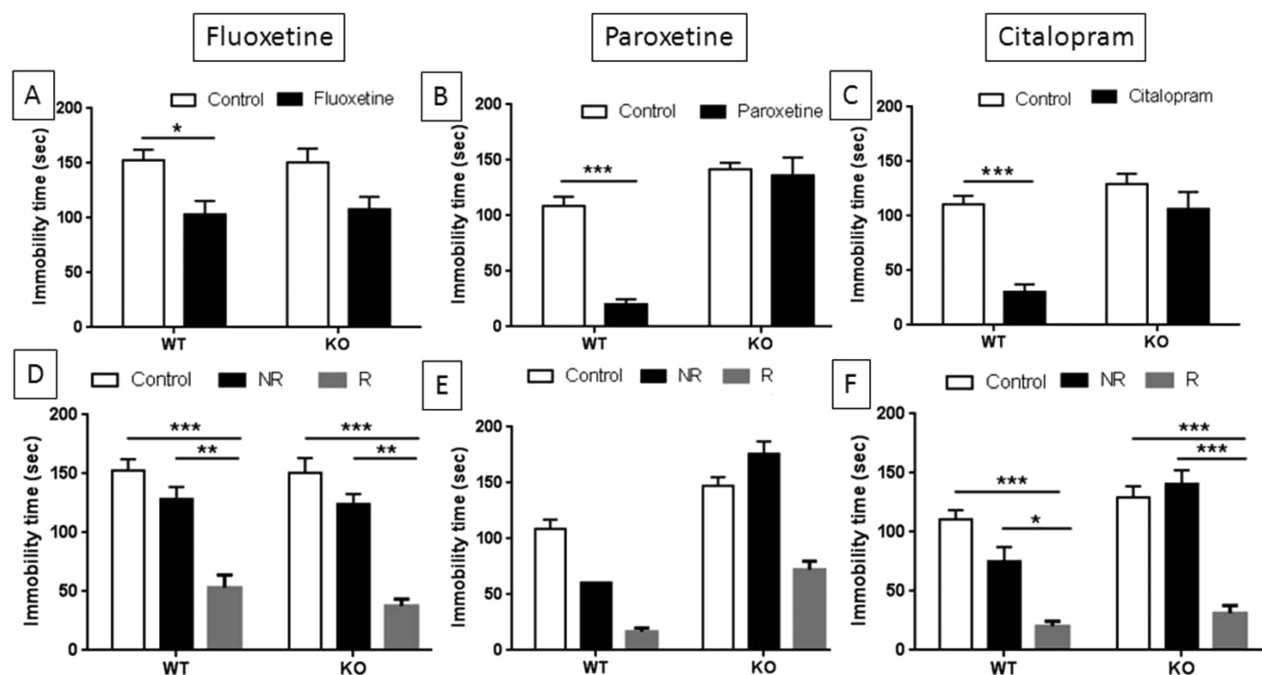 Fluoxetine
Paroxetine
Citalopram
A
Control Fluoxetine
Immobility time (sec)
200
150
100
50
0
*
WT KO
B
Control Paroxetine
Immobility time (sec)
200
150
100
50
0
***
WT KO
C
Control Citalopram
Immobility time (sec)
200
150
100
50
0
***
WT KO
D
Control NR R
Immobility time (sec)
200
150
100
50
0
***
**
***
**
WT KO
E
Control NR R
Immobility time (sec)
200
150
100
50
0
WT KO
F
Control NR R
Immobility time (sec)
200
150
100
50
0
***
*
***
***
WT KO